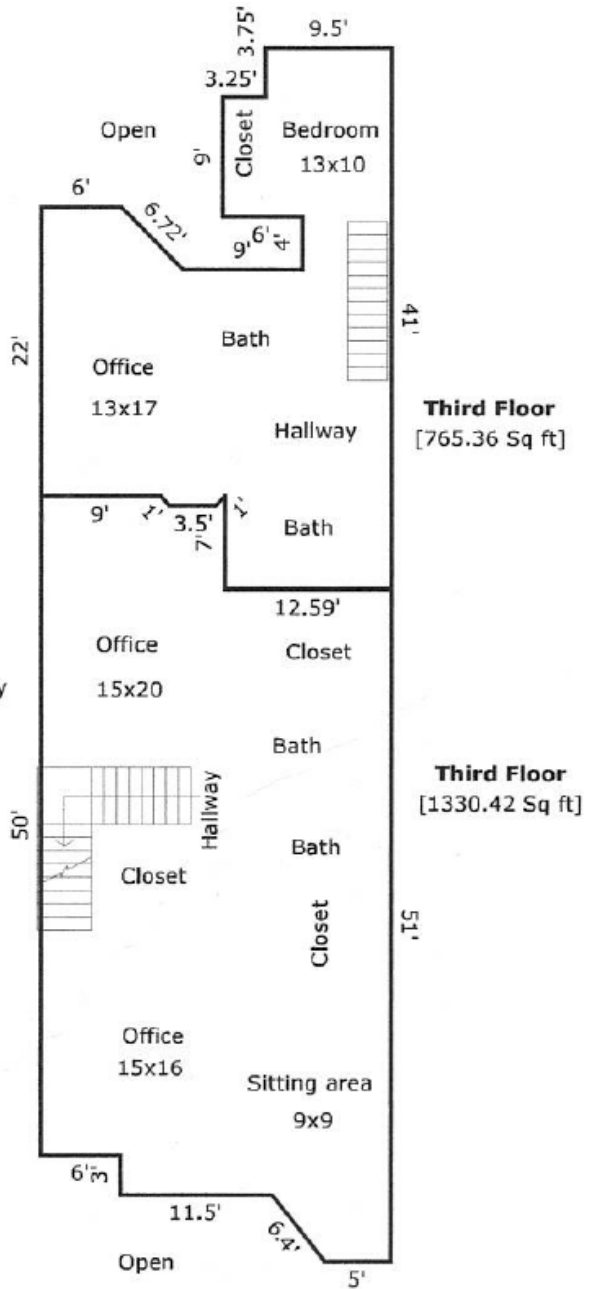 3.75'
9.5'
3.25'
Open
Closet
Bedroom
13x10
9'
6'
6.72'
9'
6'
4'
22'
41'
Bath
Office
13x17
Third Floor
[765.36 Sq ft]
Hallway
9'
1'
3.5'
1'
7'
Bath
12.59'
Office
15x20
Closet
y
Bath
Third Floor
[1330.42 Sq ft]
Hallway
50'
Bath
Closet
Closet
51'
Office
15x16
Sitting area
9x9
6'
3'
11.5'
6.4'
Open
5'